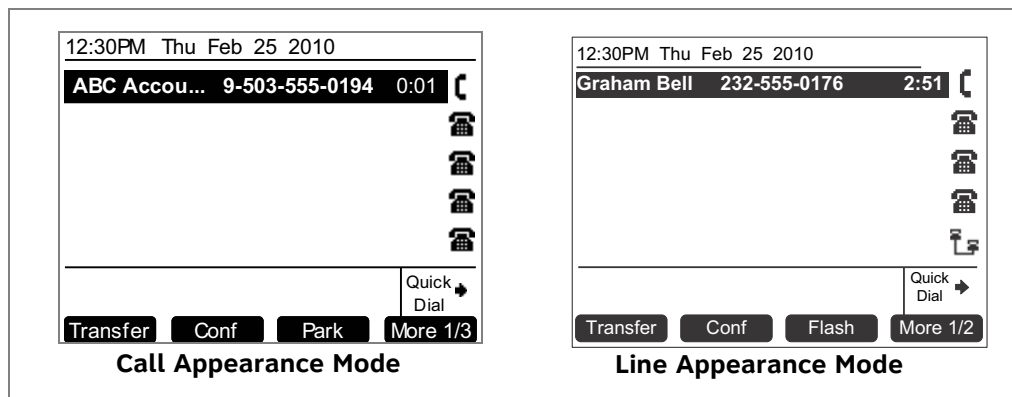 12:30PM Thu Feb 25 2010
ABC Accou... 9-503-555-0194 0:01
Quick
Dial
Transfer Conf Park More 1/3
Call Appearance Mode
12:30PM Thu Feb 25 2010
Graham Bell 232-555-0176 2:51
Quick
Dial
Transfer Conf Flash More 1/2
Line Appearance Mode